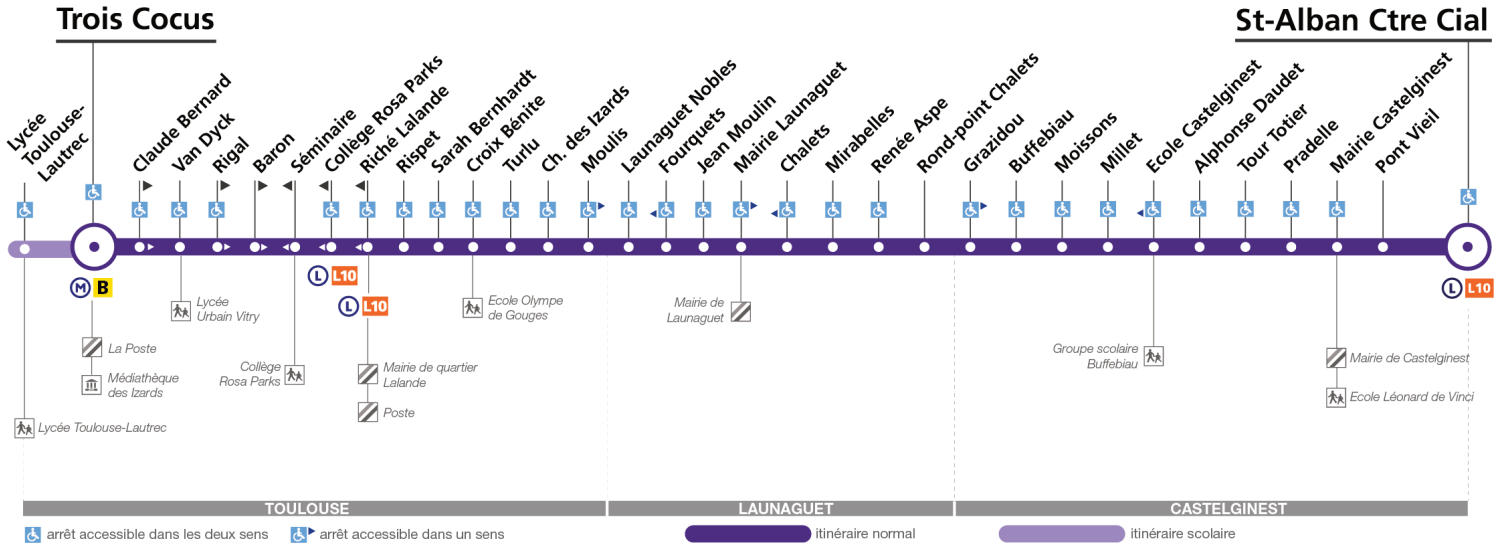 Trois Cocus
St-Alban Ctre Cial
Lycée
Toulouse-
Lautrec
Claude Bernard
Van Dyck
Rigal
Baron
Séminaire
Collège Rosa Parks
Riché Lalande
Rispet
Sarah Bernhardt
Croix Bénite
Turlu
Ch. des Izards
Moulis
Launaguet Nobles
Fourquets
Jean Moulin
Mairie Launaguet
Chalets
Mirabelles
Renée Aspe
Rond-point Chalets
Grazidou
Buffebiau
Moissons
Millet
Ecole Castelginest
Alphonse Daudet
Tour Totier
Pradelle
Mairie Castelginest
Pont Vieil
M B
L L10
L L10
L L10
Lycée
Urbain Vitry
Ecole Olympe
de Gouges
Mairie de
Launaguet
La Poste
Médiathèque
des Izards
Collège
Rosa Parks
Mairie de quartier
Lalande
Poste
Groupe scolaire
Buffebiau
Mairie de Castelginest
Ecole Léonard de Vinci
Lycée Toulouse-Lautrec
TOULOUSE
LAUNAGUET
CASTELGINEST
arrêt accessible dans les deux sens
arrêt accessible dans un sens
itinéraire normal
itinéraire scolaire